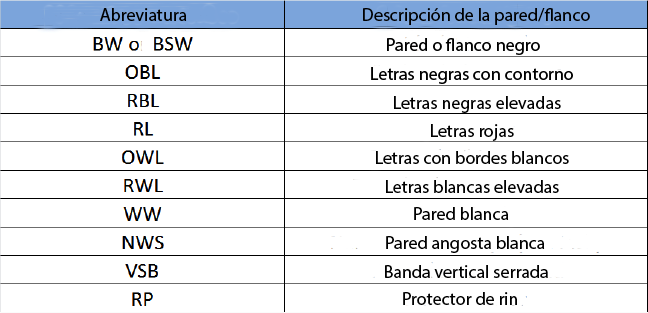 Abreviatura Descripción de la pared/flanco
BW o BSW Pared o flanco negro
OBL Letras negras con contorno
RBL Letras negras elevadas
RL Letras rojas
OWL Letras con bordes blancos
RWL Letras blancas elevadas
WW Pared blanca
NWS Pared angosta blanca
VSB Banda vertical serrada
RP Protector de rin